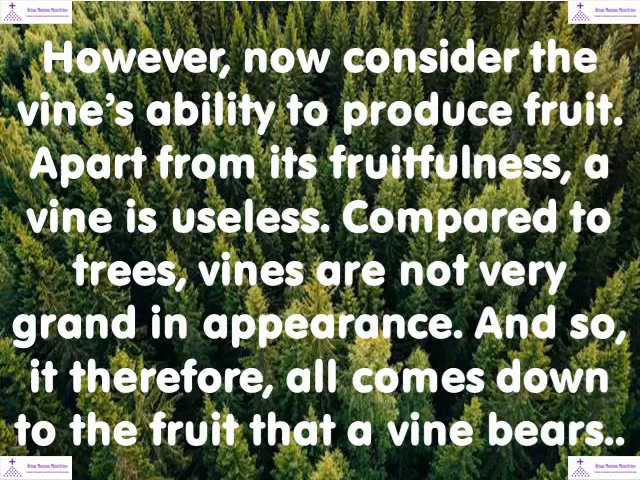 However, now consider the
vine's ability to produce fruit.
Apart from its fruitfulness, a
vine is useless. Compared to
trees, vines are not very
grand in appearance. And so,
it therefore, all comes down
to the fruit that a vine bears..